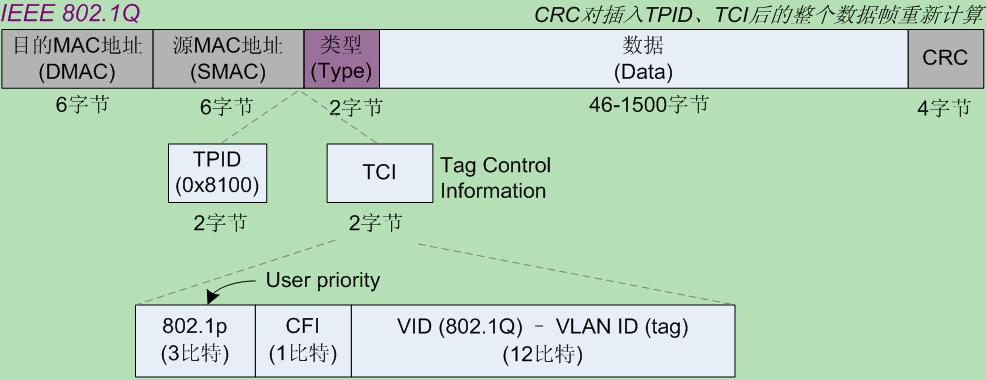 IEEE 802.1Q
CRC对插入TPID、TCI后的整个数据帧重新计算
目的MAC地址
(DMAC)
源MAC地址
(SMAC)
类型
(Type)
数据
(Data)
CRC
6字节
6字节
2字节
46-1500字节
4字节
TPID
(0x8100)
TCI
Tag Control
Information
2字节
2字节
User priority
802.1p
(3比特)
CFI
(1比特)
VID (802.1Q) – VLAN ID (tag)
(12比特)